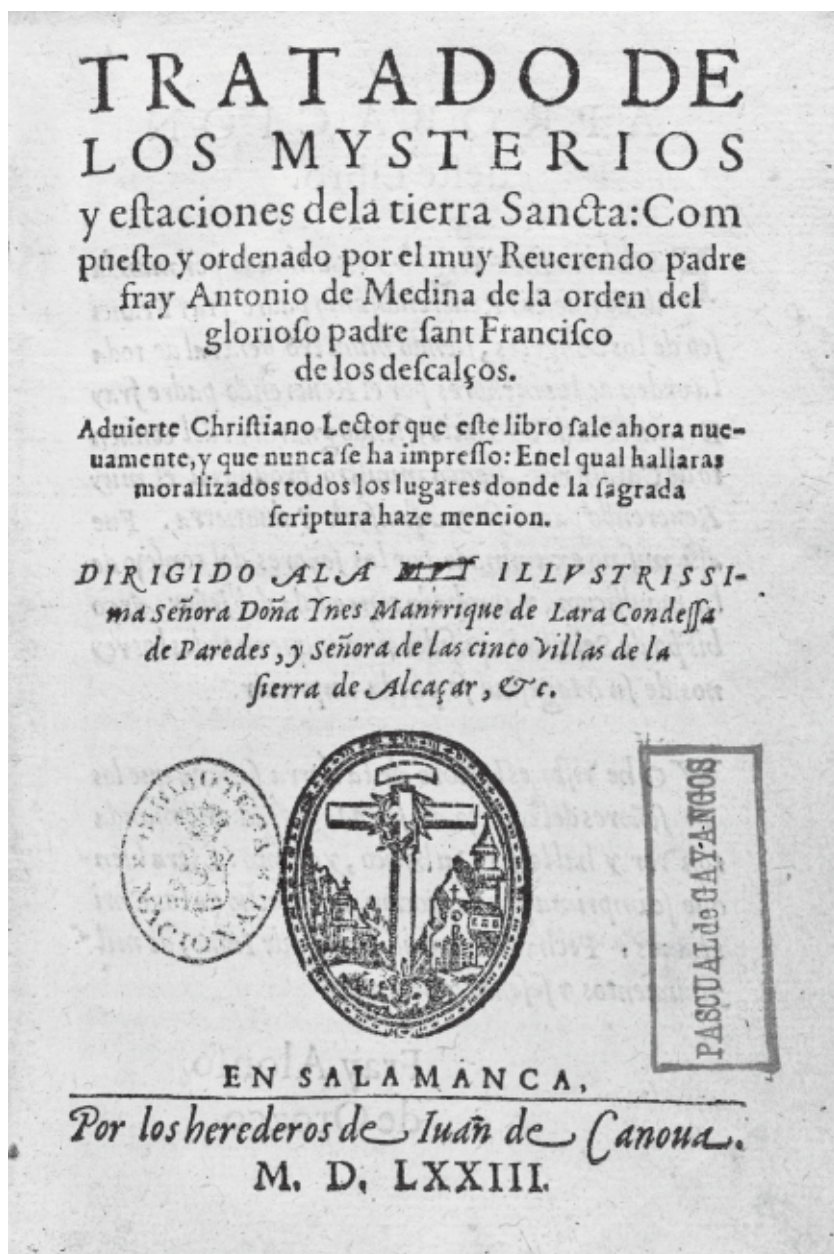 TRATADO DE
LOS MYSTERIOS
y eſtaciones dela tierra Sancta: Com
pueſto y ordenado por el muy Reuerendo padre
fray Antonio de Medina de la orden del
glorioſo padre ſant Franciſco
de los deſcalços.
Aduierte Chriſtiano Lector que eſte libro ſale ahora nue-
uamente, y que nunca ſe ha impreſſo: Enel qual hallaras
moralizados todos los lugares donde la ſagrada
ſcriptura haze mencion.
DIRIGIDO ALA ILLVSTRISSI-
ma Señora Doña Ynes Manrrique de Lara Condeſſa
de Paredes, y Señora de las cinco Villas de la
ſierra de Alcaçar, &c.
BIBLIOTECA
NACIONAL
PASCUAL de GAYANGOS
EN SALAMANCA,
Por los herederos de Iuañ de Canoua.
M. D. LXXIII.